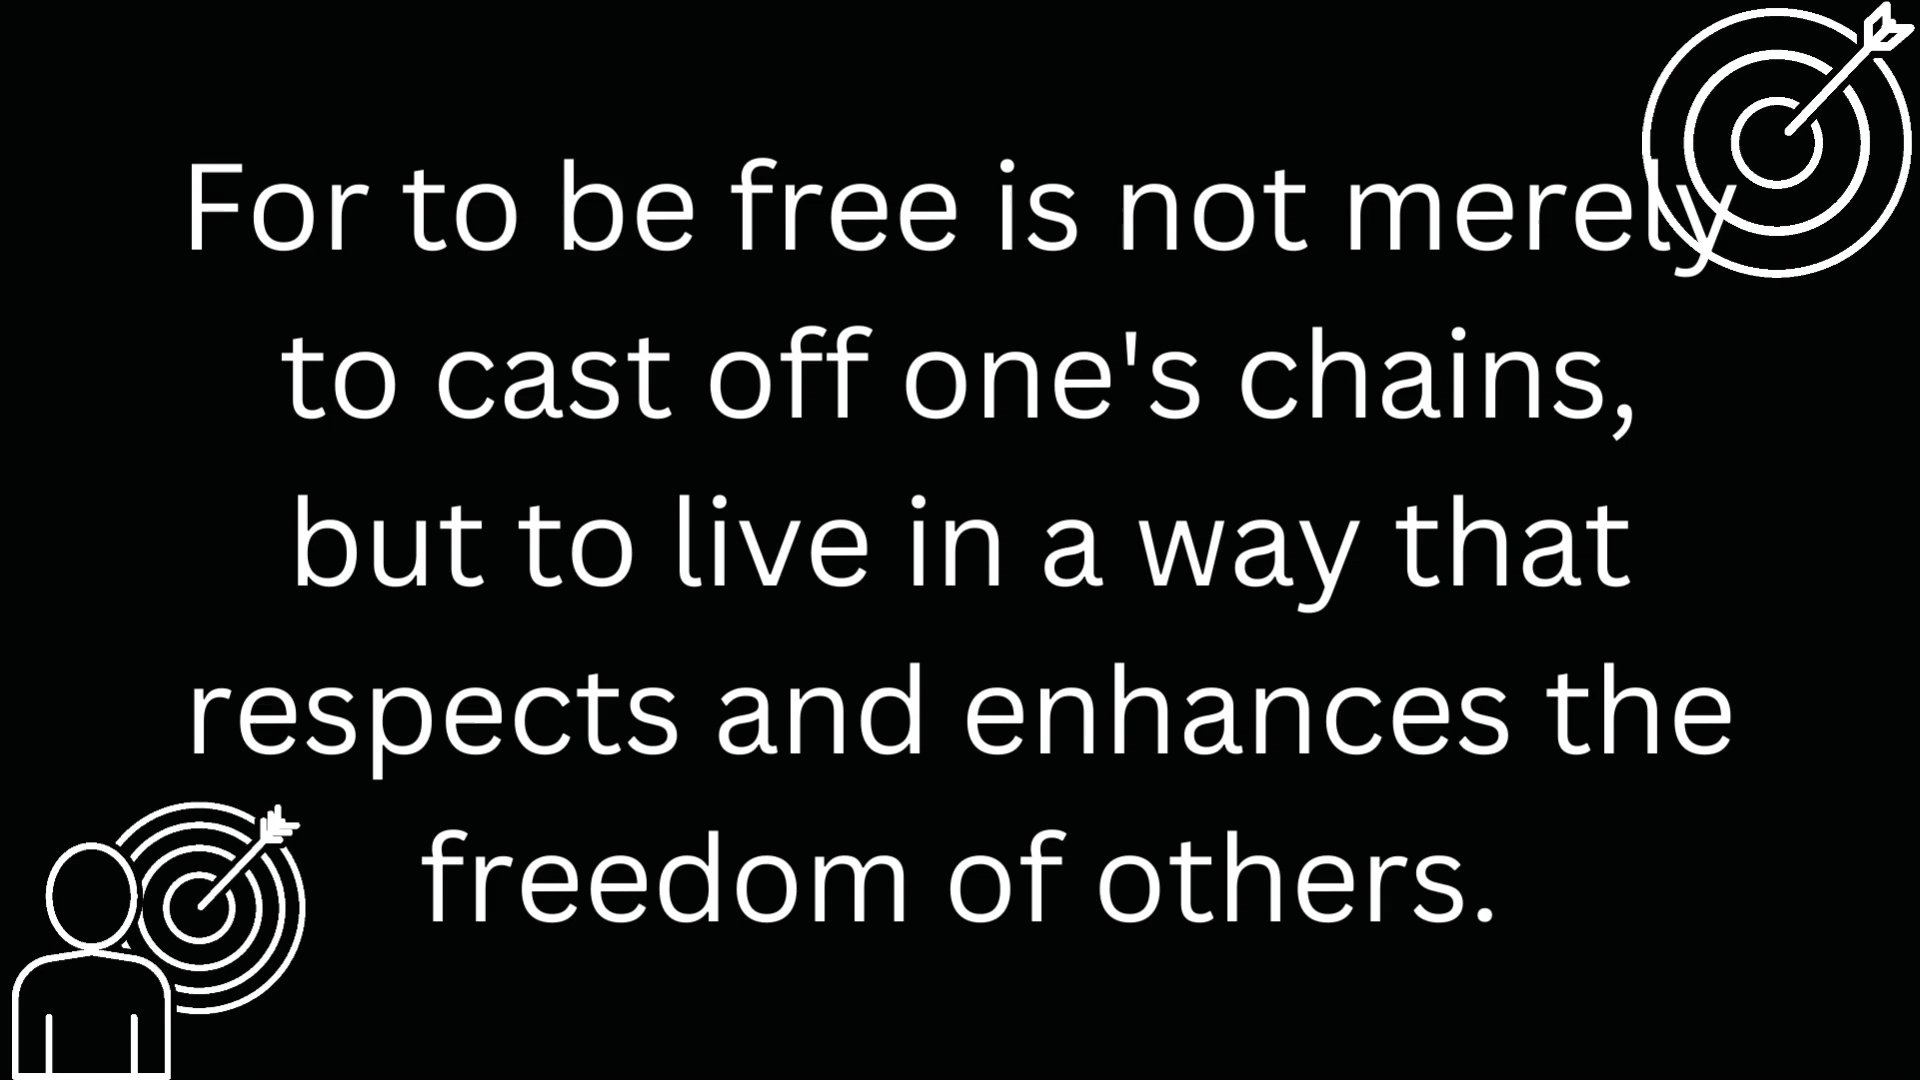 For to be free is not merely
to cast off one's chains,
but to live in a way that
respects and enhances the
freedom of others.